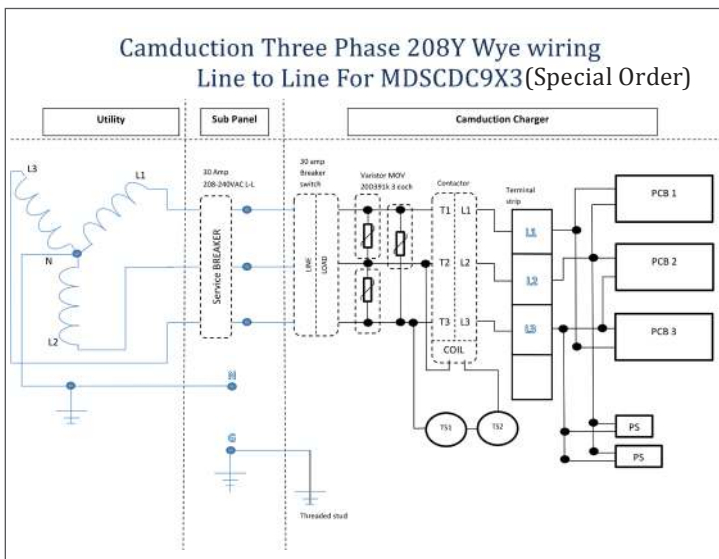 Camduction Three Phase 208Y Wye wiring
Line to Line For MDSCDC9X3(Special Order)
Utility
Sub Panel
Camduction Charger
L3
L1
N
L2
30 Amp
208-240VAC L-L
Service BREAKER
N
G
30 amp
Breaker
switch
LINE
LOAD
Threaded stud
Varistor MOV
20D391k 3 each
Contactor
T1 L1
T2 L2
T3 L3
COIL
TS1
TS2
Terminal
strip
L1
L2
L3
PCB 1
PCB 2
PCB 3
PS
PS